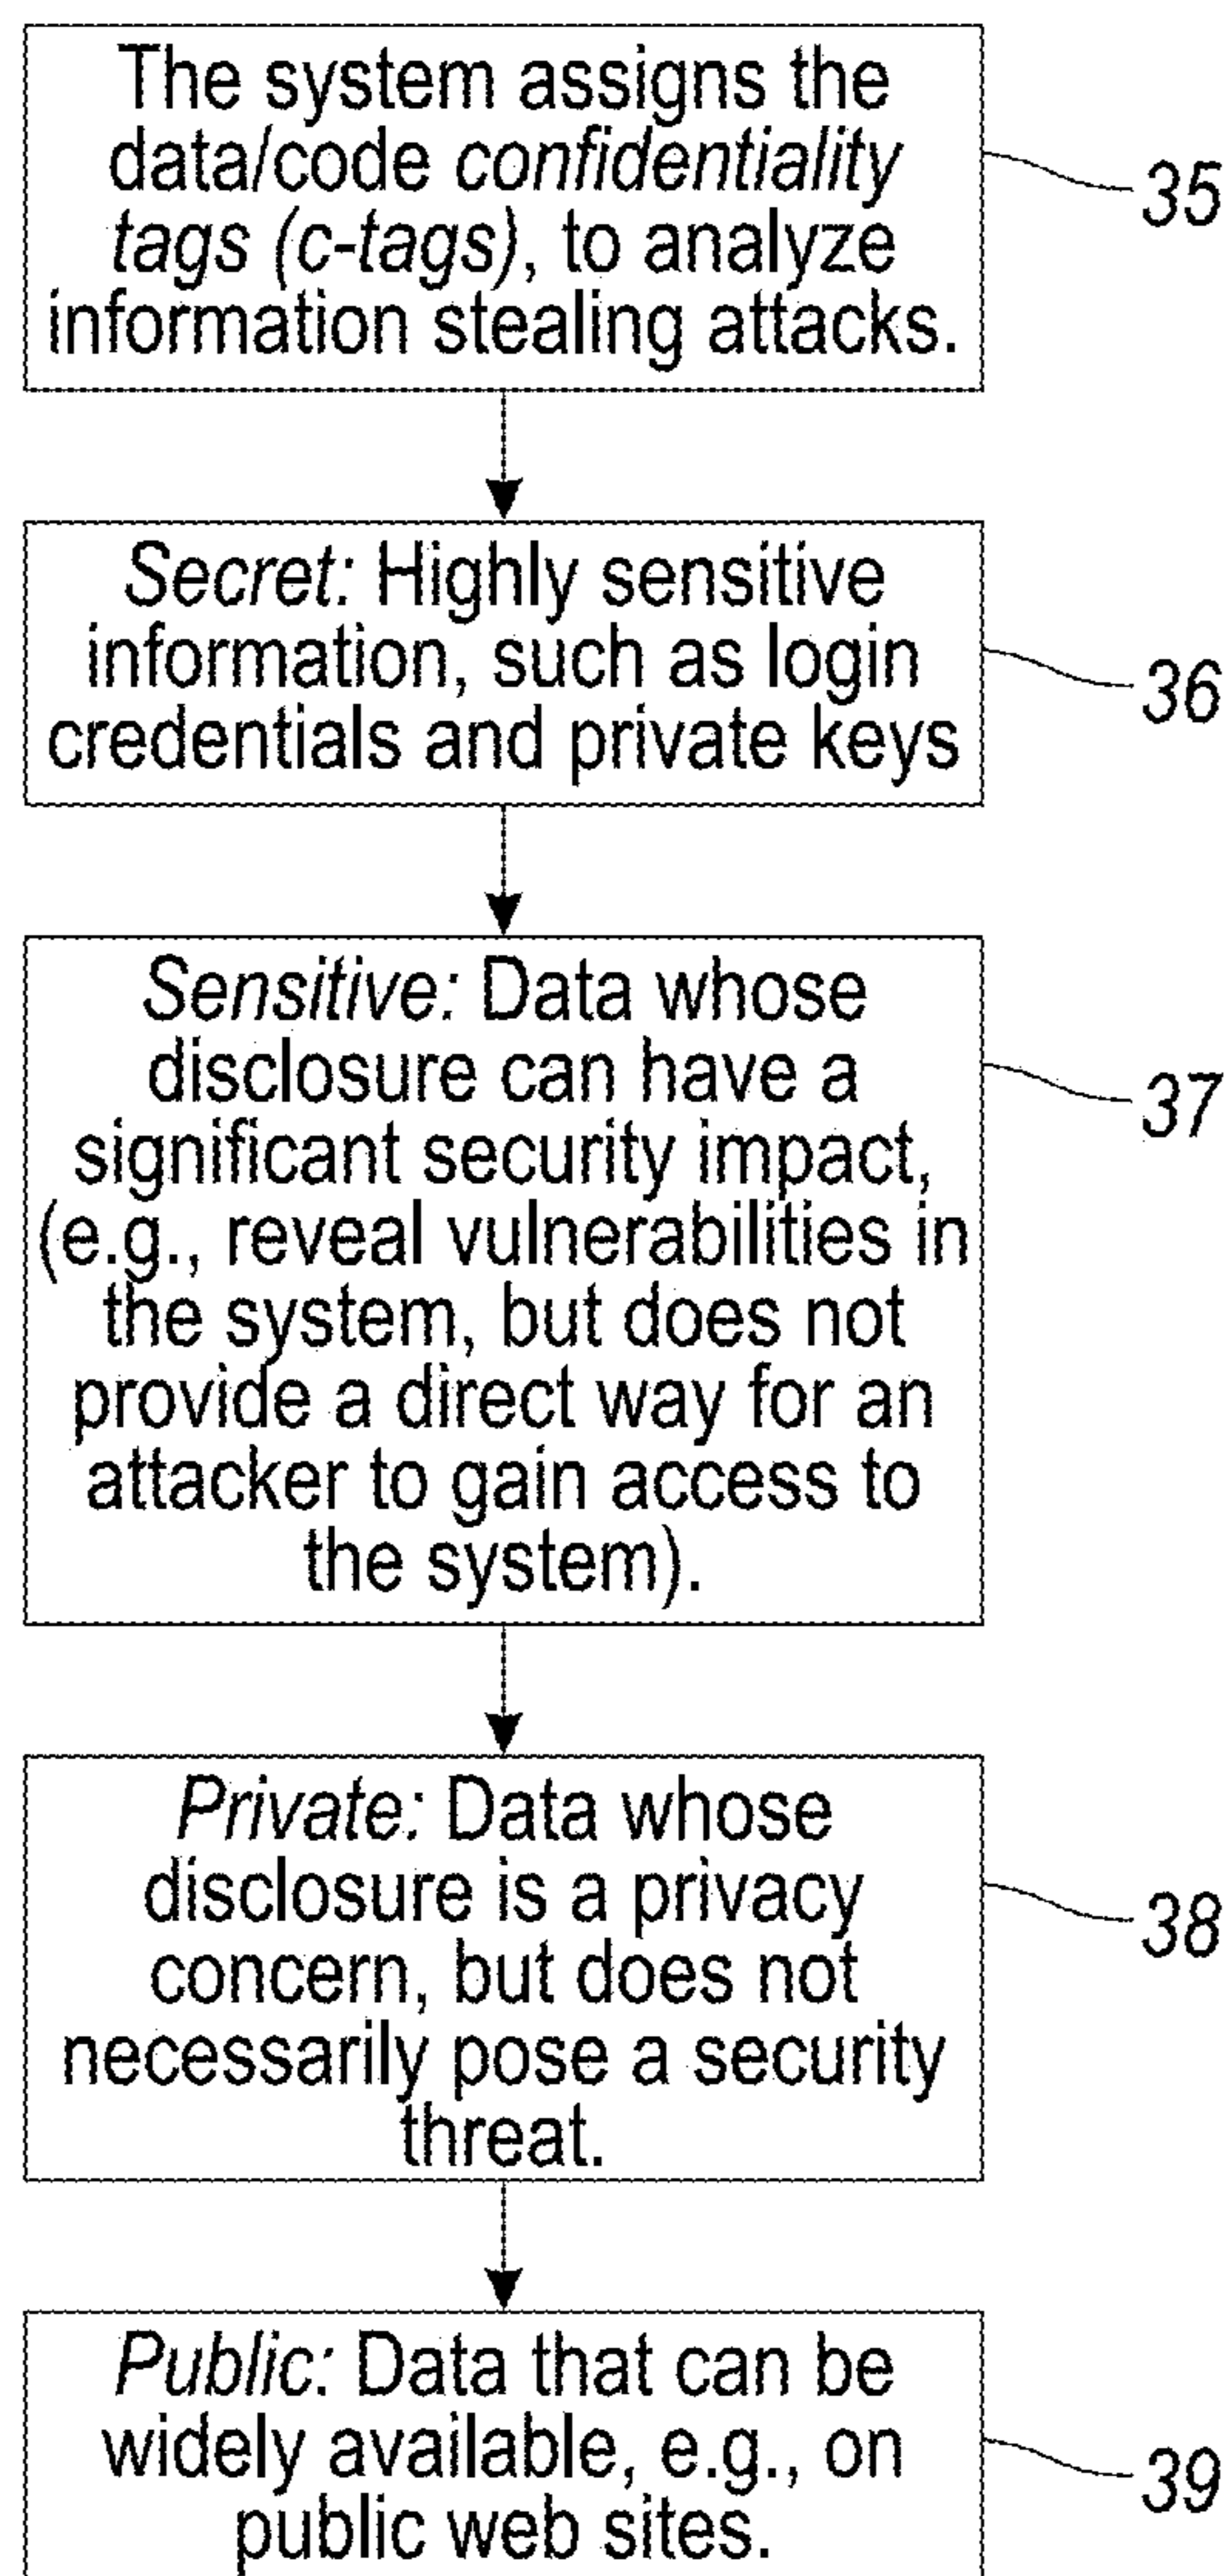 The system assigns the
data/code confidentiality
tags (c-tags), to analyze
information stealing attacks.
35
Secret: Highly sensitive
information, such as login
credentials and private keys
36
Sensitive: Data whose
disclosure can have a
significant security impact,
(e.g., reveal vulnerabilities in
the system, but does not
provide a direct way for an
attacker to gain access to
the system).
37
Private: Data whose
disclosure is a privacy
concern, but does not
necessarily pose a security
threat.
38
Public: Data that can be
widely available, e.g., on
public web sites.
39